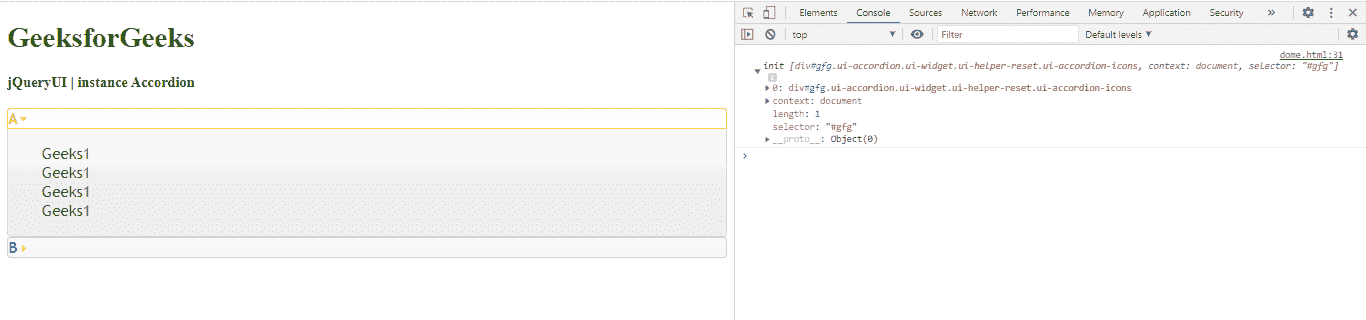 GeeksforGeeks
jQueryUI | instance Accordion
A
Geeks1
Geeks1
Geeks1
Geeks1
B
Elements Console Sources Network Performance Memory Application Security »
top Filter Default levels
dome.html:31
init [div#gfg.ui-accordion.ui-widget.ui-helper-reset.ui-accordion-icons, context: document, selector: "#gfg"]
0: div#gfg.ui-accordion.ui-widget.ui-helper-reset.ui-accordion-icons
context: document
length: 1
selector: "#gfg"
__proto__: Object(0)